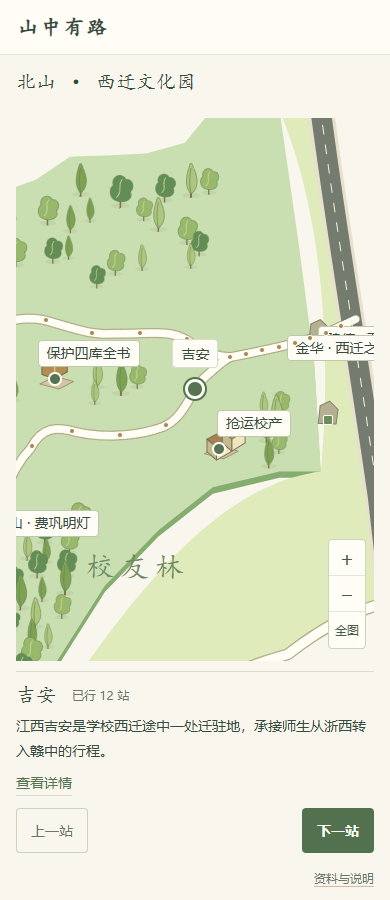 山中有路
北山 • 西迁文化园
金华 · 西迁之
保护四库全书
吉安
抢运校产
山 · 费巩明灯
校友林
+
−
全图
吉安 已行 12 站
江西吉安是学校西迁途中一处迁驻地，承接师生从浙西转
入赣中的行程。
查看详情
上一站
下一站
资料与说明